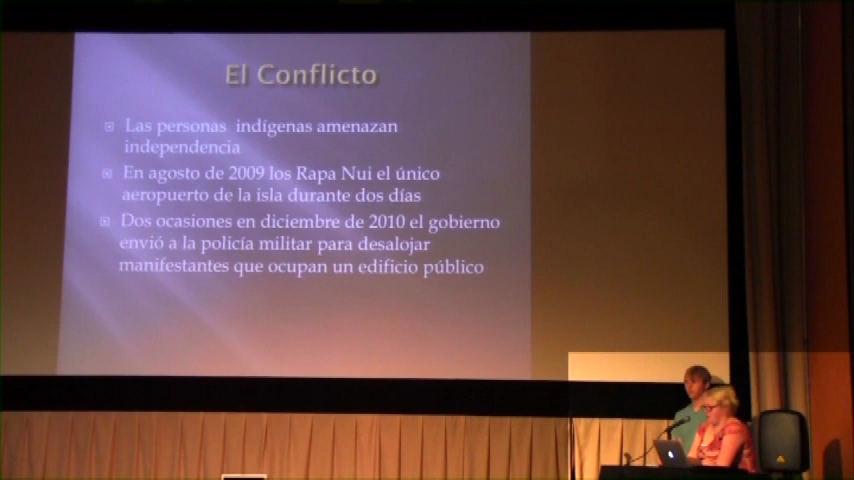 El Conflicto
Las personas indígenas amenazan
independencia
En agosto de 2009 los Rapa Nui el único
aeropuerto de la isla durante dos días
Dos ocasiones en diciembre de 2010 el gobierno
envió a la policía militar para desalojar
manifestantes que ocupan un edificio público